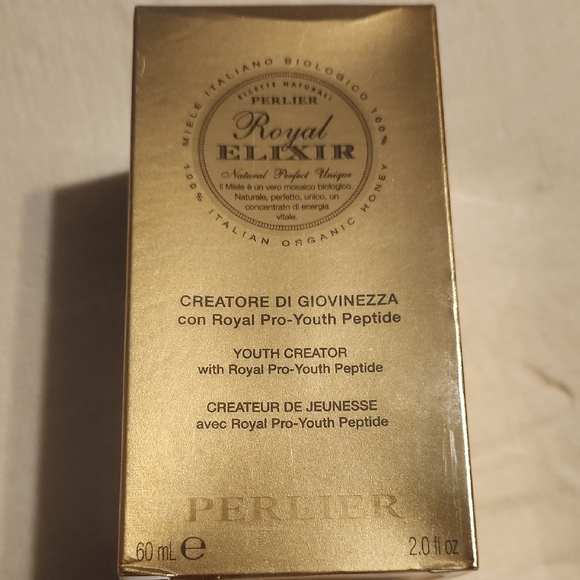 MIELE ITALIANO BIOLOGICO 100%
100% ITALIAN ORGANIC HONEY
RICETTE NATURALI
PERLIER
Royal
ELIXIR
Natural Perfect Unique
Il Miele è un vero mosaico biologico.
Naturale, perfetto, unico, un
concentrato di energia
vitale.
CREATORE DI GIOVINEZZA
con Royal Pro-Youth Peptide
YOUTH CREATOR
with Royal Pro-Youth Peptide
CREATEUR DE JEUNESSE
avec Royal Pro-Youth Peptide
PERLIER
60 mL ℮ 2.0 fl oz